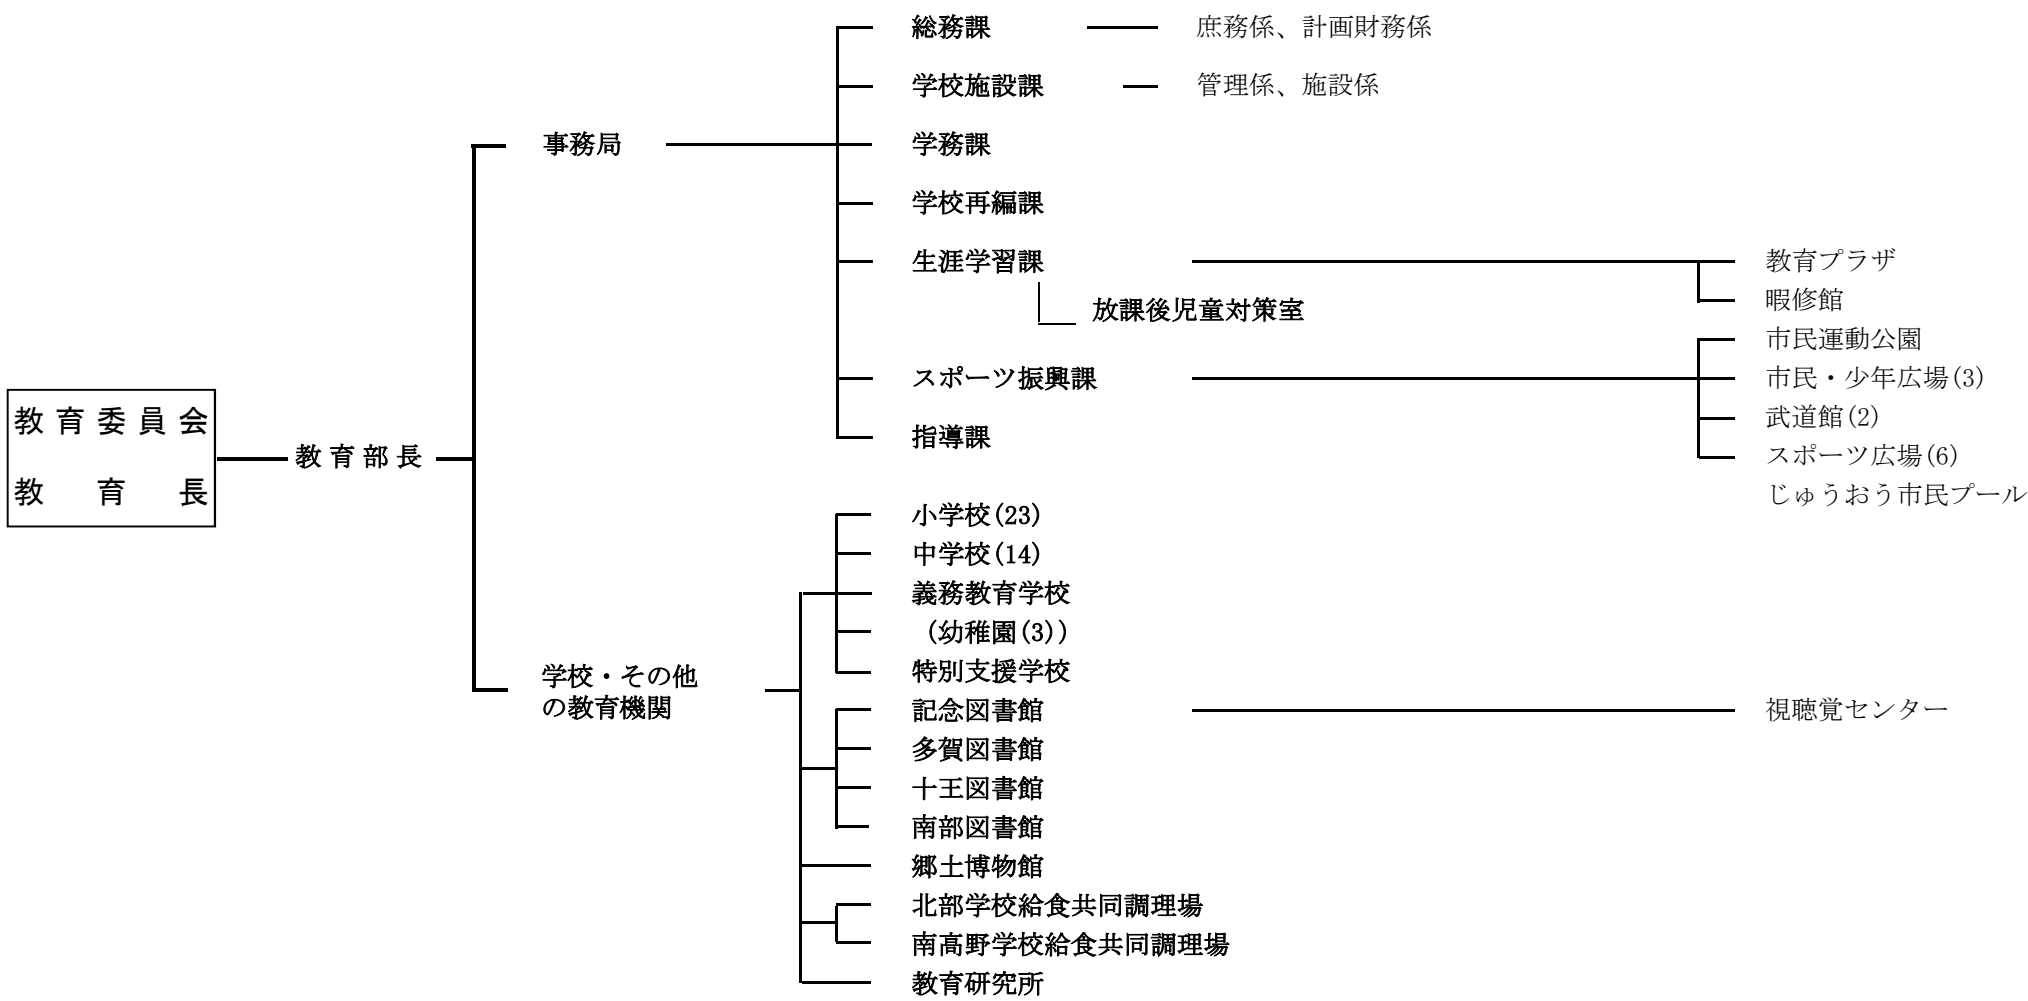 教育委員会
教育長
教育部長
事務局
総務課
庶務係、計画財務係
学校施設課
管理係、施設係
学務課
学校再編課
生涯学習課
放課後児童対策室
教育プラザ
暇修館
スポーツ振興課
市民運動公園
市民・少年広場(3)
武道館(2)
スポーツ広場(6)
じゅうおう市民プール
指導課
学校・その他
の教育機関
小学校(23)
中学校(14)
義務教育学校
（幼稚園(3)）
特別支援学校
記念図書館
視聴覚センター
多賀図書館
十王図書館
南部図書館
郷土博物館
北部学校給食共同調理場
南高野学校給食共同調理場
教育研究所